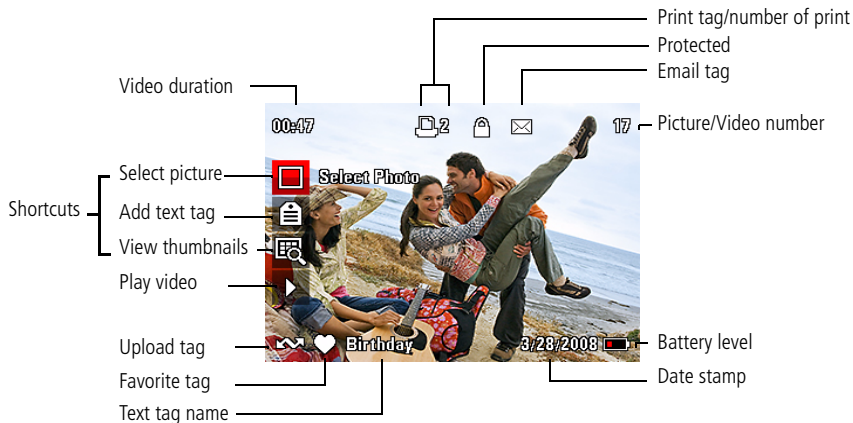 Print tag/number of print
Protected
Email tag
Video duration
00:47
2
17
Picture/Video number
Shortcuts
Select picture
Select Photo
Add text tag
View thumbnails
Play video
Upload tag
Birthday
3/28/2008
Battery level
Favorite tag
Date stamp
Text tag name